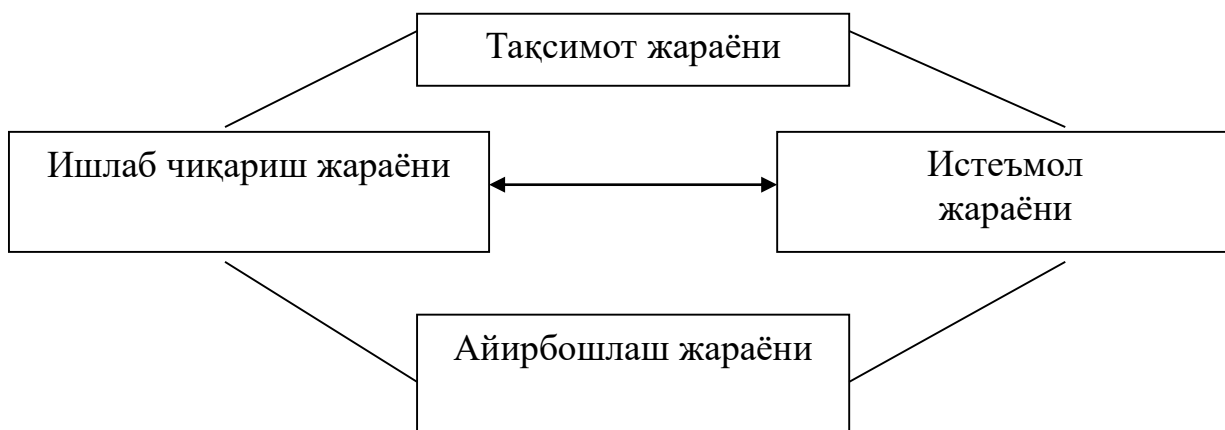 Тақсимот жараёни
Ишлаб чиқариш жараёни
Истеъмол
жараёни
Айирбошлаш жараёни